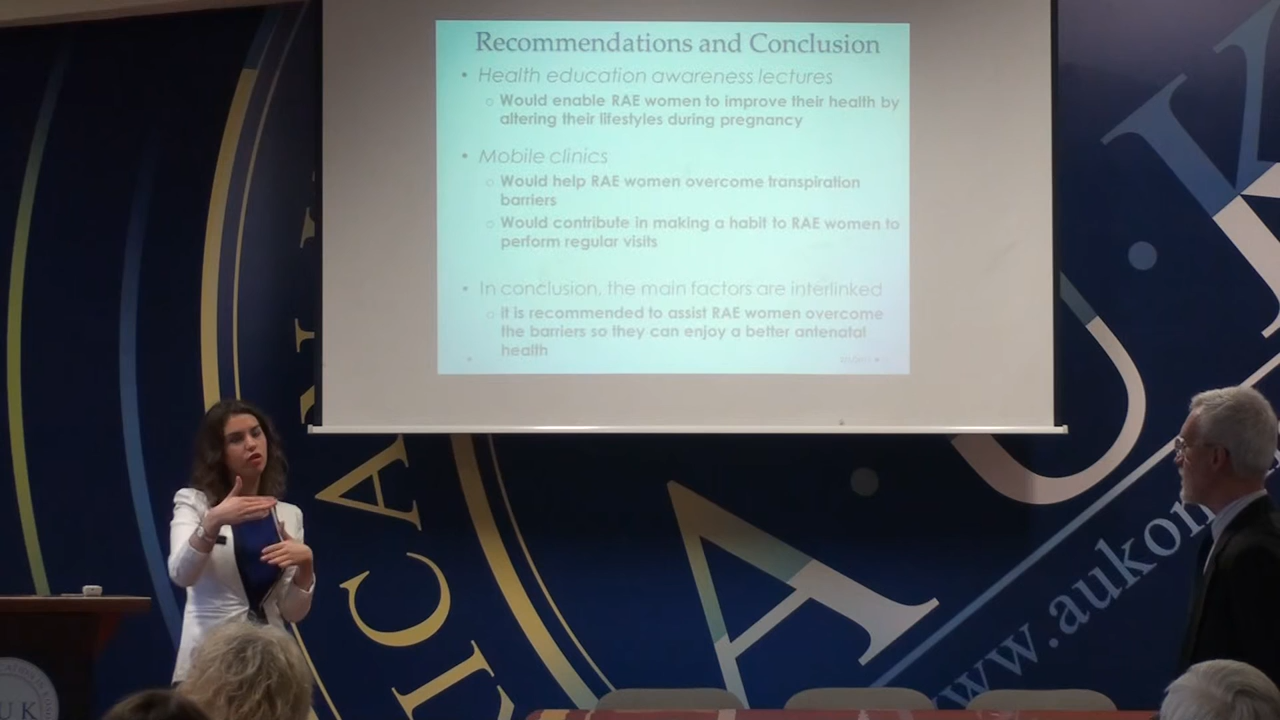 Recommendations and Conclusion
• Health education awareness lectures
○ Would enable RAE women to improve their health by
altering their lifestyles during pregnancy
• Mobile clinics
○ Would help RAE women overcome transpiration
barriers
○ Would contribute in making a habit to RAE women to
perform regular visits
• In conclusion, the main factors are interlinked
○ It is recommended to assist RAE women overcome
the barriers so they can enjoy a better antenatal
health
A.U.K
ICA
www.aukon
UK